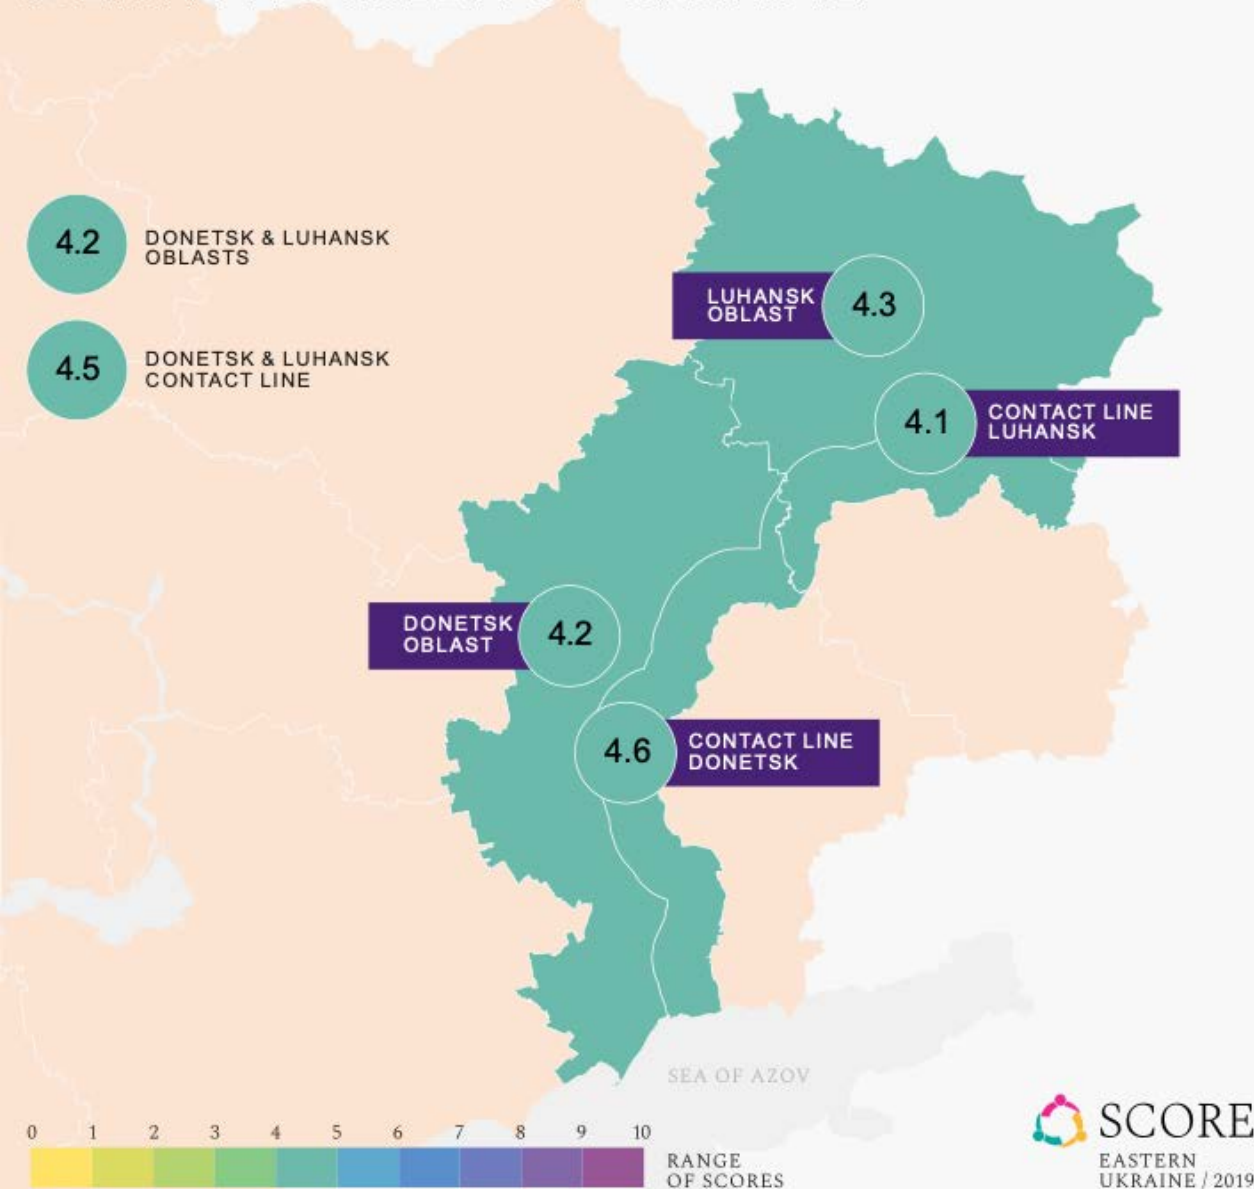 4.2
DONETSK & LUHANSK
OBLASTS
4.5
DONETSK & LUHANSK
CONTACT LINE
LUHANSK
OBLAST
4.3
4.1
CONTACT LINE
LUHANSK
DONETSK
OBLAST
4.2
4.6
CONTACT LINE
DONETSK
SEA OF AZOV
0 1 2 3 4 5 6 7 8 9 10
RANGE
OF SCORES
SCORE
EASTERN
UKRAINE / 2019